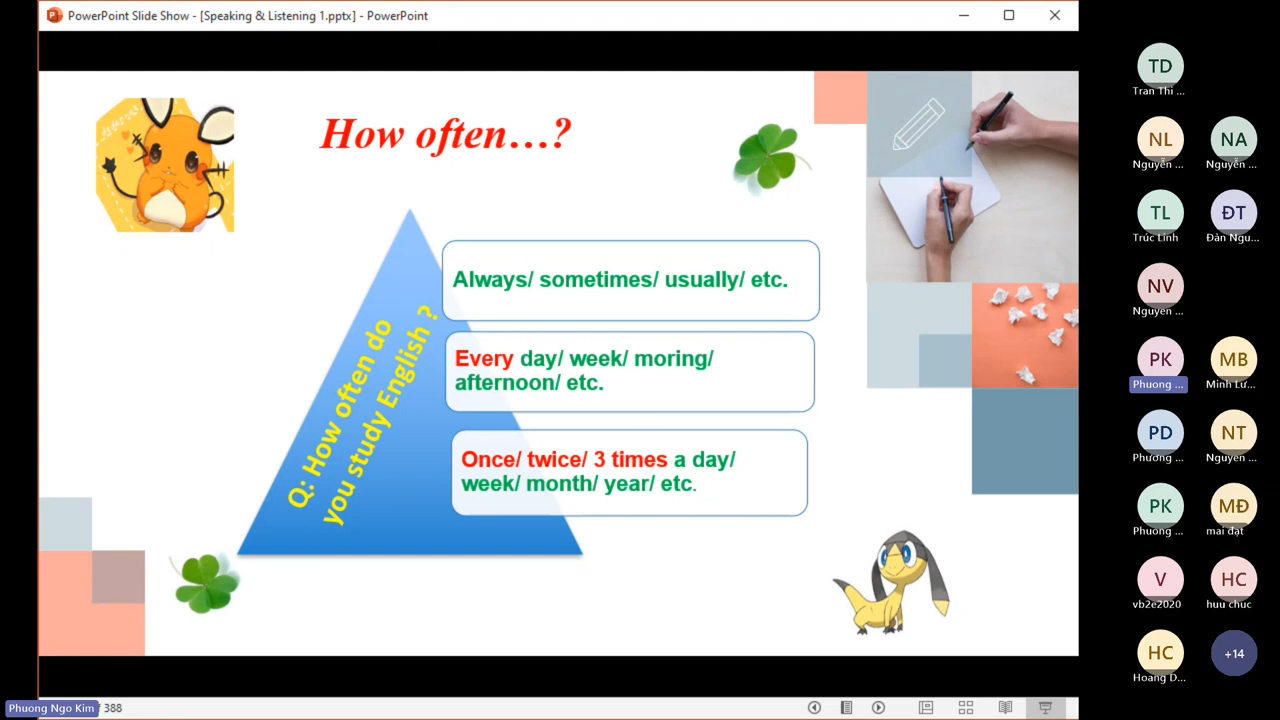 PowerPoint Slide Show - [Speaking & Listening 1.pptx] - PowerPoint
How often...?
Always/ sometimes/ usually/ etc.
Every day/ week/ moring/
afternoon/ etc.
Once/ twice/ 3 times a day/
week/ month/ year/ etc.
Q: How often do
you study English ?
TD
Tran Thi ...
NL
Nguyễn ...
NA
Nguyễn ...
TL
Trúc Linh
ĐT
Đàn Ngu...
NV
Nguyen ...
PK
Phuong ...
MB
Minh Lư...
PD
Phương ...
NT
Nguyen ...
PK
Phuong ...
MĐ
mai đạt
V
vb2e2020
HC
huu chuc
HC
Hoang D...
+14
Phuong Ngo Kim
388